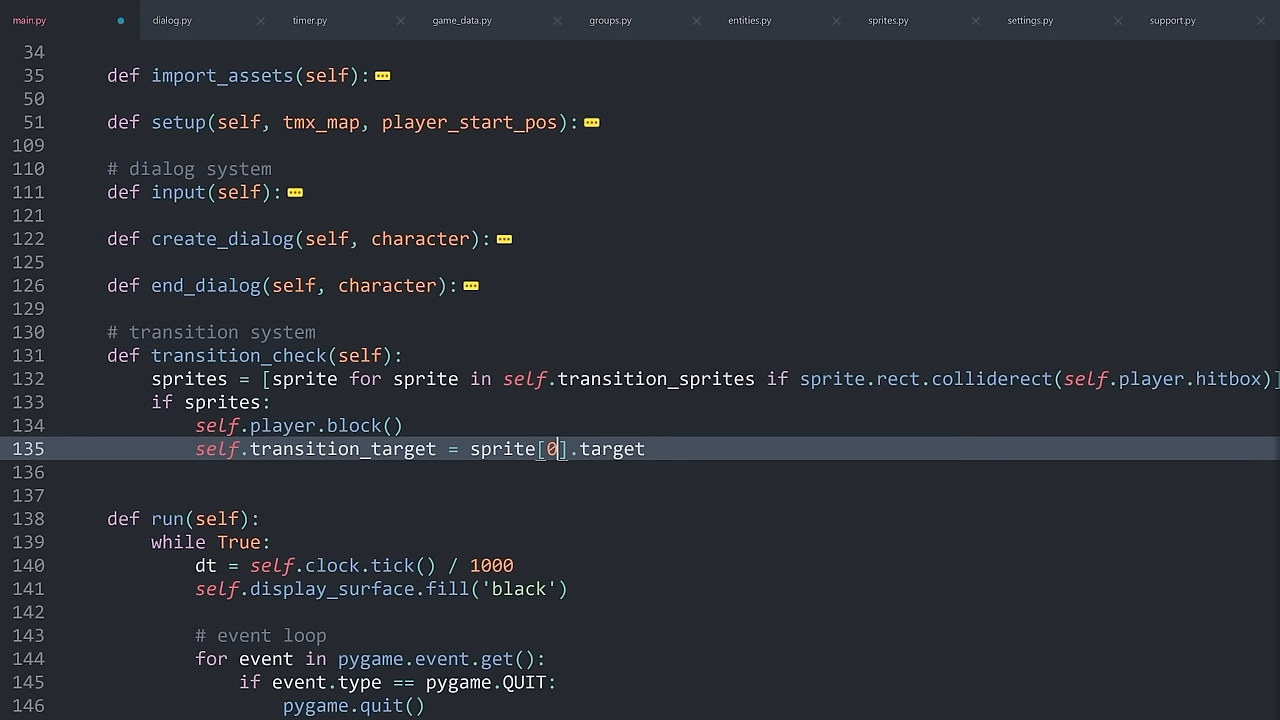 main.py dialog.py timer.py game_data.py groups.py entities.py sprites.py settings.py support.py
34
35 def import_assets(self):
50
51 def setup(self, tmx_map, player_start_pos):
109
110 # dialog system
111 def input(self):
121
122 def create_dialog(self, character):
125
126 def end_dialog(self, character):
129
130 # transition system
131 def transition_check(self):
132 sprites = [sprite for sprite in self.transition_sprites if sprite.rect.colliderect(self.player.hitbox)]
133 if sprites:
134 self.player.block()
135 self.transition_target = sprite[0].target
136
137
138 def run(self):
139 while True:
140 dt = self.clock.tick() / 1000
141 self.display_surface.fill('black')
142
143 # event loop
144 for event in pygame.event.get():
145 if event.type == pygame.QUIT:
146 pygame.quit()